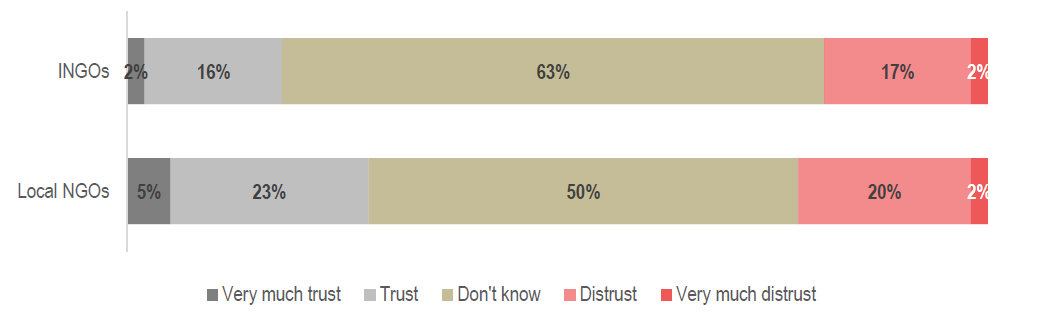 INGOs 2% 16% 63% 17% 2%
Local NGOs 5% 23% 50% 20% 2%
Very much trust Trust Don't know Distrust Very much distrust